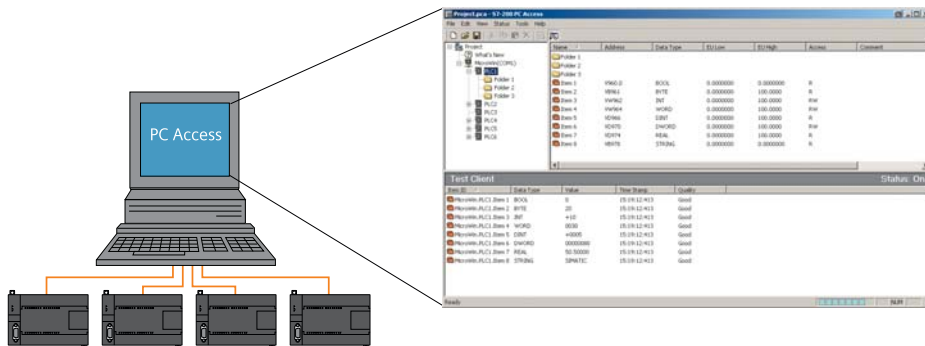 PC Access
Project.pca - S7-200 PC Access
File Edit View Status Tools Help
Project
What's New
MicroWin(COM1)
PLC1
Folder 1
Folder 2
Folder 3
PLC2
PLC3
PLC4
PLC5
PLC6
Name Address Data Type EU Low EU High Access Comment
Folder 1
Folder 2
Folder 3
Item 1 V960.0 BOOL 0.0000000 0.0000000 R
Item 2 VB961 BYTE 0.0000000 100.0000 R
Item 3 VW962 INT 0.0000000 100.0000 RW
Item 4 VW964 WORD 0.0000000 100.0000 RW
Item 5 VD966 DINT 0.0000000 100.0000 R
Item 6 VD970 DWORD 0.0000000 100.0000 RW
Item 7 VD974 REAL 0.0000000 100.0000 R
Item 8 VB978 STRING 0.0000000 100.0000 R
Test Client Status: On
Item ID Data Type Value Time Stamp Quality
MicroWin.PLC1.Item 1 BOOL 0 15:19:12:413 Good
MicroWin.PLC1.Item 2 BYTE 20 15:19:12:413 Good
MicroWin.PLC1.Item 3 INT +10 15:19:12:413 Good
MicroWin.PLC1.Item 4 WORD 0030 15:19:12:413 Good
MicroWin.PLC1.Item 5 DINT +0005 15:19:12:413 Good
MicroWin.PLC1.Item 6 DWORD 00000000 15:19:12:413 Good
MicroWin.PLC1.Item 7 REAL 50.50000 15:19:12:413 Good
MicroWin.PLC1.Item 8 STRING SIMATIC 15:19:12:413 Good
Ready NUM